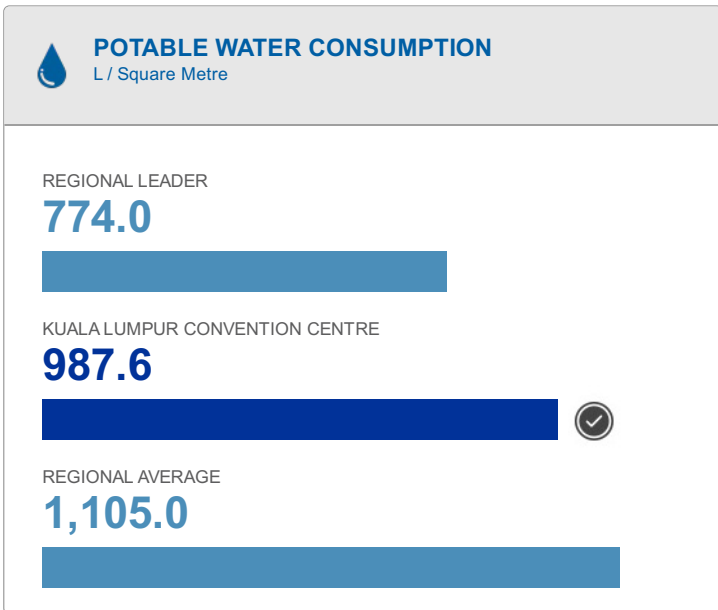 POTABLE WATER CONSUMPTION
L / Square Metre
REGIONAL LEADER
774.0
KUALA LUMPUR CONVENTION CENTRE
987.6
REGIONAL AVERAGE
1,105.0